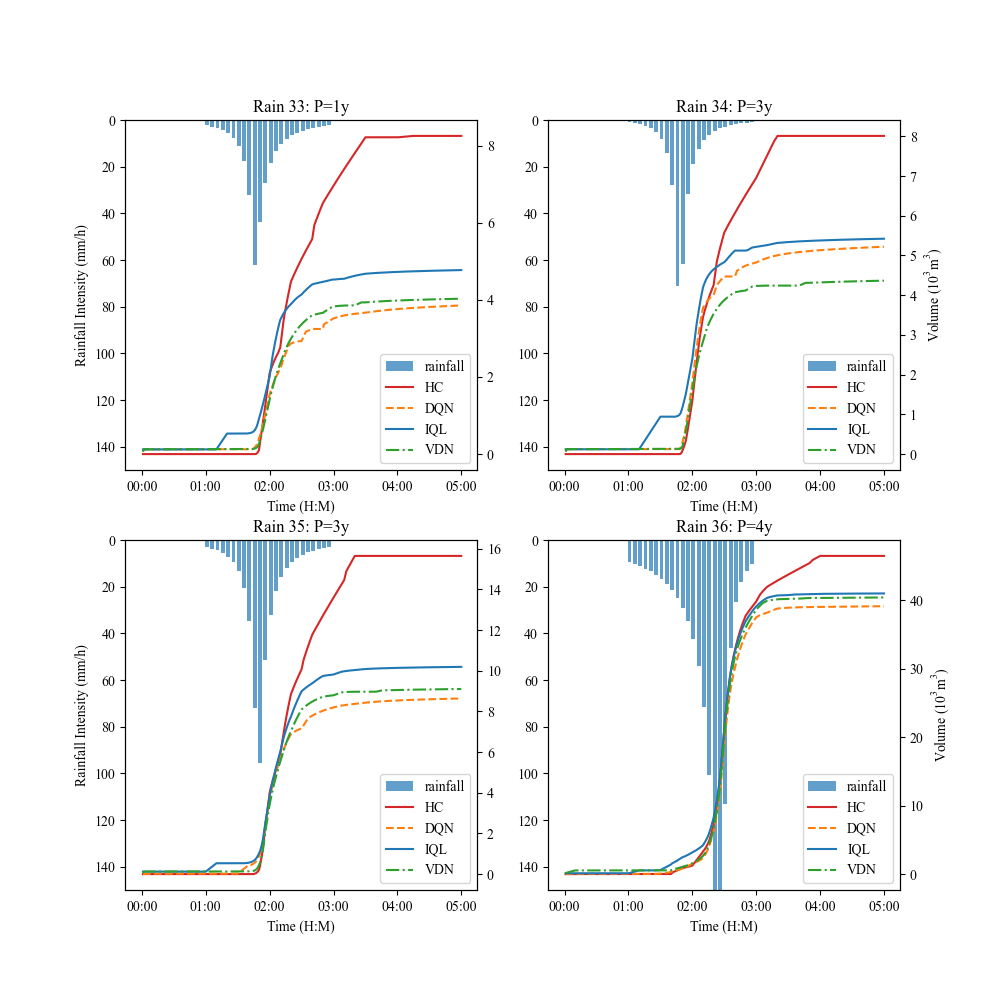 Rain 33: P=1y
Rain 34: P=3y
0
20
40
60
80
100
120
140
Rainfall Intensity (mm/h)
8
6
4
2
0
rainfall
HC
DQN
IQL
VDN
00:00 01:00 02:00 03:00 04:00 05:00
Time (H:M)
0
20
40
60
80
100
120
140
8
7
6
5
4
3
2
1
0
Volume (10³ m³)
rainfall
HC
DQN
IQL
VDN
00:00 01:00 02:00 03:00 04:00 05:00
Time (H:M)
Rain 35: P=3y
Rain 36: P=4y
0
20
40
60
80
100
120
140
Rainfall Intensity (mm/h)
16
14
12
10
8
6
4
2
0
rainfall
HC
DQN
IQL
VDN
00:00 01:00 02:00 03:00 04:00 05:00
Time (H:M)
0
20
40
60
80
100
120
140
40
30
20
10
0
Volume (10³ m³)
rainfall
HC
DQN
IQL
VDN
00:00 01:00 02:00 03:00 04:00 05:00
Time (H:M)